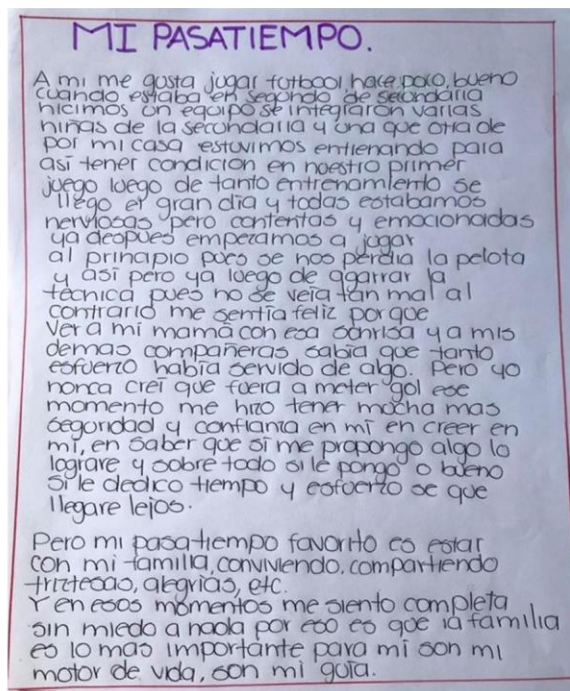 MI PASATIEMPO.
A mi me gusta jugar futbool, hace poco, bueno
cuando estaba en segundo de secundaria
hicimos un equipo se integraron varias
niñas de la secundaria y una que otra de
por mi casa estuvimos entrenando para
así tener condición en nuestro primer
juego luego de tanto entrenamiento se
llego el gran día y todas estabamos
nerviosas pero contentas y emocionadas
ya despues empezamos a jugar
al principio pues se nos perdia la pelota
y así pero ya luego de agarrar la
técnica pues no se veía tan mal al
contrario me sentía feliz porque
ver a mi mamá con esa sonrisa y a mis
demas compañeras sabía que tanto
esfuerzo había servido de algo. Pero yo
nunca creí que fuera a meter gol ese
momento me hizo tener mucha mas
seguridad y confianza en mí en creer en
mi, en saber que si me propongo algo lo
lograre y sobre todo si le pongo o bueno
si le dedico tiempo y esfuerzo se que
llegare lejos.
Pero mi pasatiempo favorito es estar
con mi familia, conviviendo, compartiendo
triztezas, alegrías, etc.
Y en esos momentos me siento completa
sin miedo a nada por eso es que la familia
es lo mas importante para mi son mi
motor de vida, son mi guía.